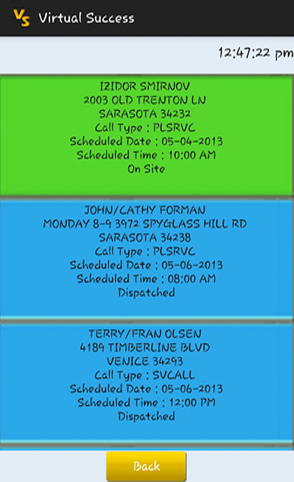 VS Virtual Success
12:47:22 pm
IZIDOR SMIRNOV
2003 OLD TRENTON LN
SARASOTA 34232
Call Type : PLSRVC
Scheduled Date : 05-04-2013
Scheduled Time : 10:00 AM
On Site
JOHN/CATHY FORMAN
MONDAY 8-9 3972 SPYGLASS HILL RD
SARASOTA 34238
Call Type : PLSRVC
Scheduled Date : 05-06-2013
Scheduled Time : 08:00 AM
Dispatched
TERRY/FRAN OLSEN
4189 TIMBERLINE BLVD
VENICE 34293
Call Type : SVCALL
Scheduled Date : 05-06-2013
Scheduled Time : 12:00 PM
Dispatched
Back